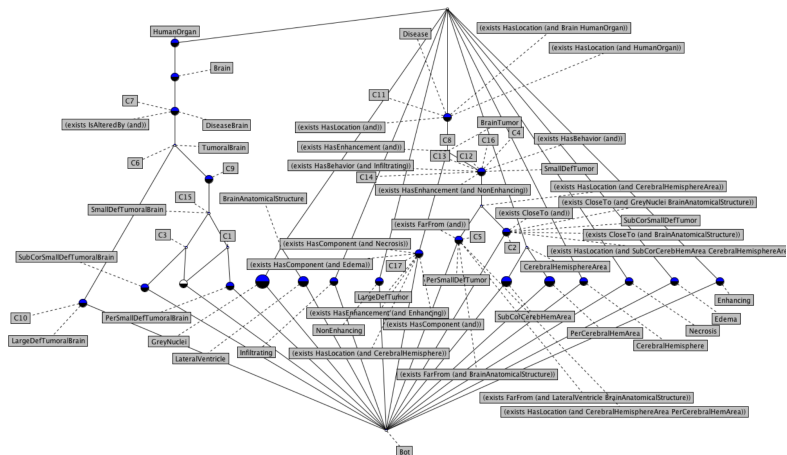 HumanOrgan
Disease
(exists HasLocation (and Brain HumanOrgan))
(exists HasLocation (and HumanOrgan))
Brain
C11
C7
(exists IsAlteredBy (and))
DiseaseBrain
(exists HasLocation (and))
BrainTumor
C8
C16
C4
(exists HasBehavior (and))
(exists HasEnhancement (and))
C13
C12
C6
TumoralBrain
(exists HasBehavior (and Infiltrating))
SmallDefTumor
C9
C14
(exists HasEnhancement (and NonEnhancing))
(exists HasLocation (and CerebralHemisphereArea))
C15
BrainAnatomicalStructure
(exists CloseTo (and GreyNuclei BrainAnatomicalStructure))
SmallDefTumoralBrain
(exists FarFrom (and))
(exists CloseTo (and))
SubCorSmallDefTumor
C3
C1
C5
(exists CloseTo (and BrainAnatomicalStructure))
(exists HasComponent (and Necrosis))
C2
(exists HasLocation (and SubCorCerebHemArea CerebralHemisphereAre
SubCorSmallDefTumoralBrain
(exists HasComponent (and Edema))
C17
CerebralHemisphereArea
PerSmallDefTumor
LargeDefTumor
Enhancing
C10
PerSmallDefTumoralBrain
(exists HasEnhancement (and Enhancing))
SubCorCerebHemArea
Edema
(exists HasComponent (and))
NonEnhancing
Necrosis
LargeDefTumoralBrain
GreyNuclei
PerCerebralHemArea
CerebralHemisphere
Infiltrating
(exists HasLocation (and CerebralHemisphere))
LateralVentricle
(exists FarFrom (and BrainAnatomicalStructure))
(exists FarFrom (and LateralVentricle BrainAnatomicalStructure))
(exists HasLocation (and CerebralHemisphereArea PerCerebralHemArea))
Bot